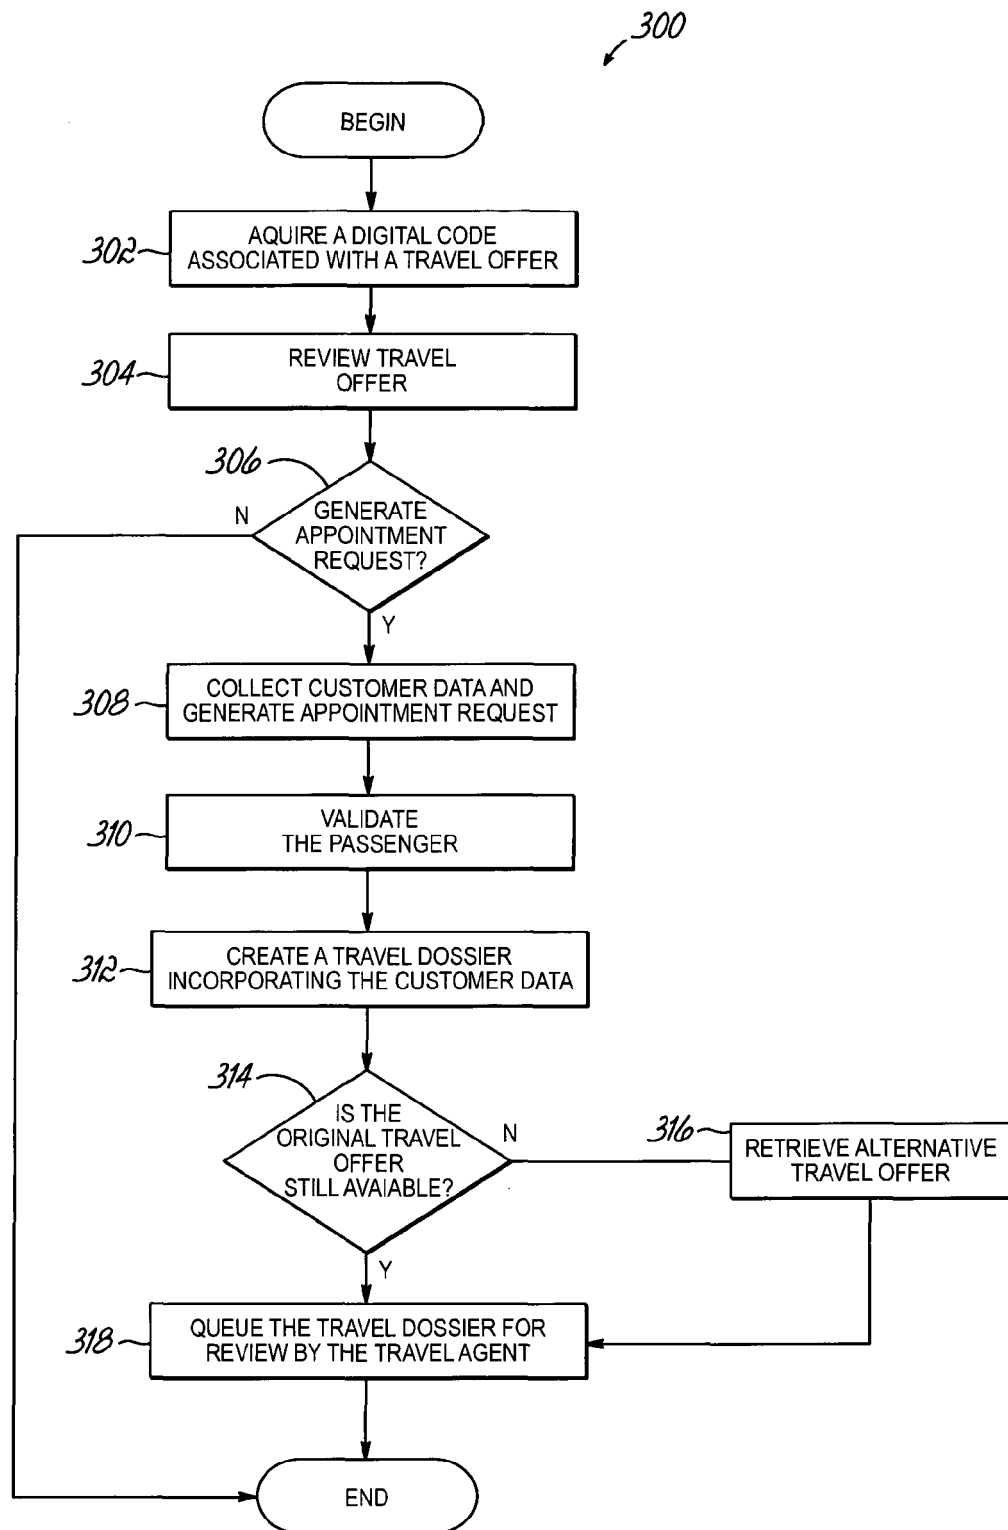 300
BEGIN
302
AQUIRE A DIGITAL CODE
ASSOCIATED WITH A TRAVEL OFFER
304
REVIEW TRAVEL
OFFER
306
N
GENERATE
APPOINTMENT
REQUEST?
Y
308
COLLECT CUSTOMER DATA AND
GENERATE APPOINTMENT REQUEST
310
VALIDATE
THE PASSENGER
312
CREATE A TRAVEL DOSSIER
INCORPORATING THE CUSTOMER DATA
314
IS THE
ORIGINAL TRAVEL
OFFER
STILL AVAIABLE?
N
316
RETRIEVE ALTERNATIVE
TRAVEL OFFER
Y
318
QUEUE THE TRAVEL DOSSIER FOR
REVIEW BY THE TRAVEL AGENT
END